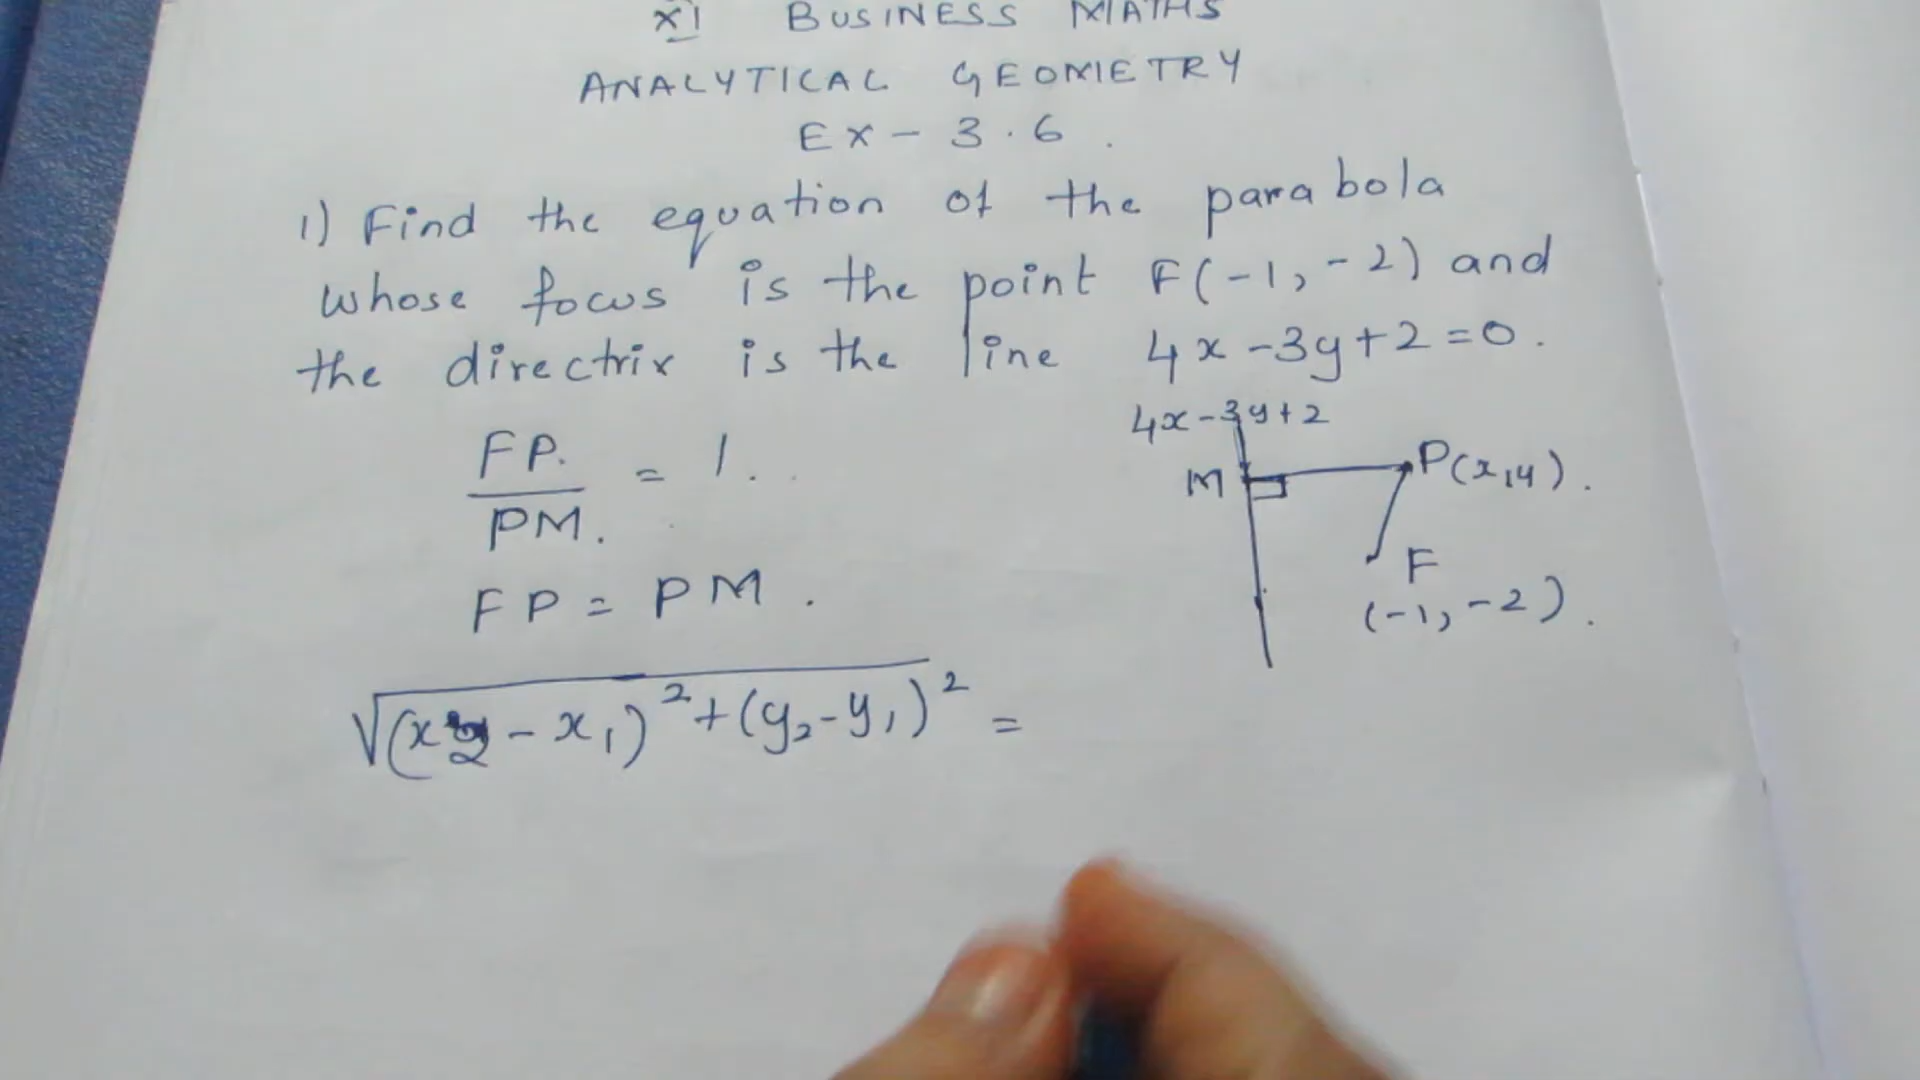 XI BUSINESS MATHS
ANALYTICAL GEOMETRY
EX - 3.6.
1) Find the equation of the parabola
whose focus is the point F(-1, -2) and
the directrix is the line 4x - 3y + 2 = 0.
4x - 3y + 2
FP. / PM. = 1.
M P(x, y).
F
(-1, -2).
FP = PM.
√(x2 - x1)² + (y2 - y1)² =